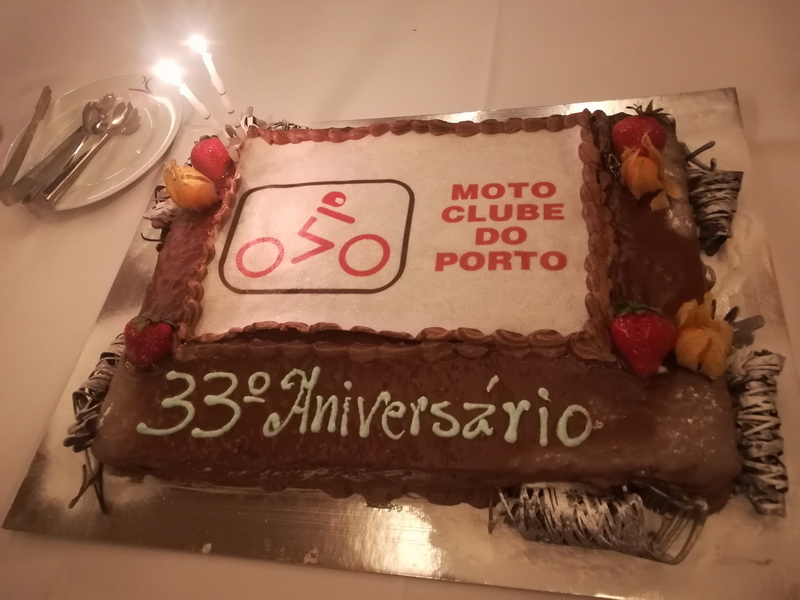 MOTO
CLUBE
DO
PORTO
33º Aniversário